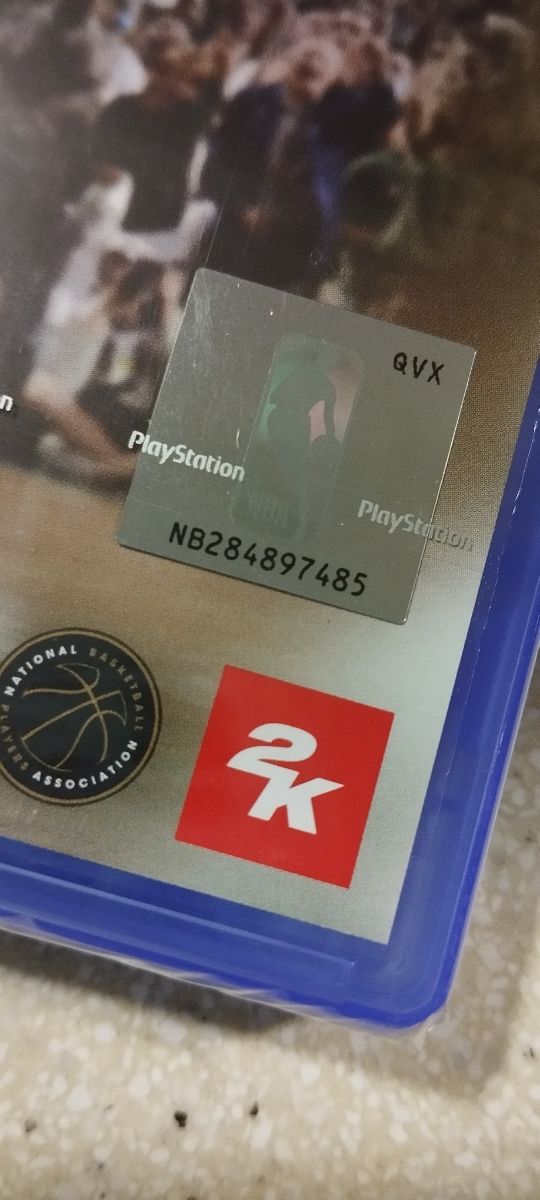 n
QVX
PlayStation
PlayStation
NB284897485
NATIONAL BASKETBALL
PLAYERS ASSOCIATION
2K